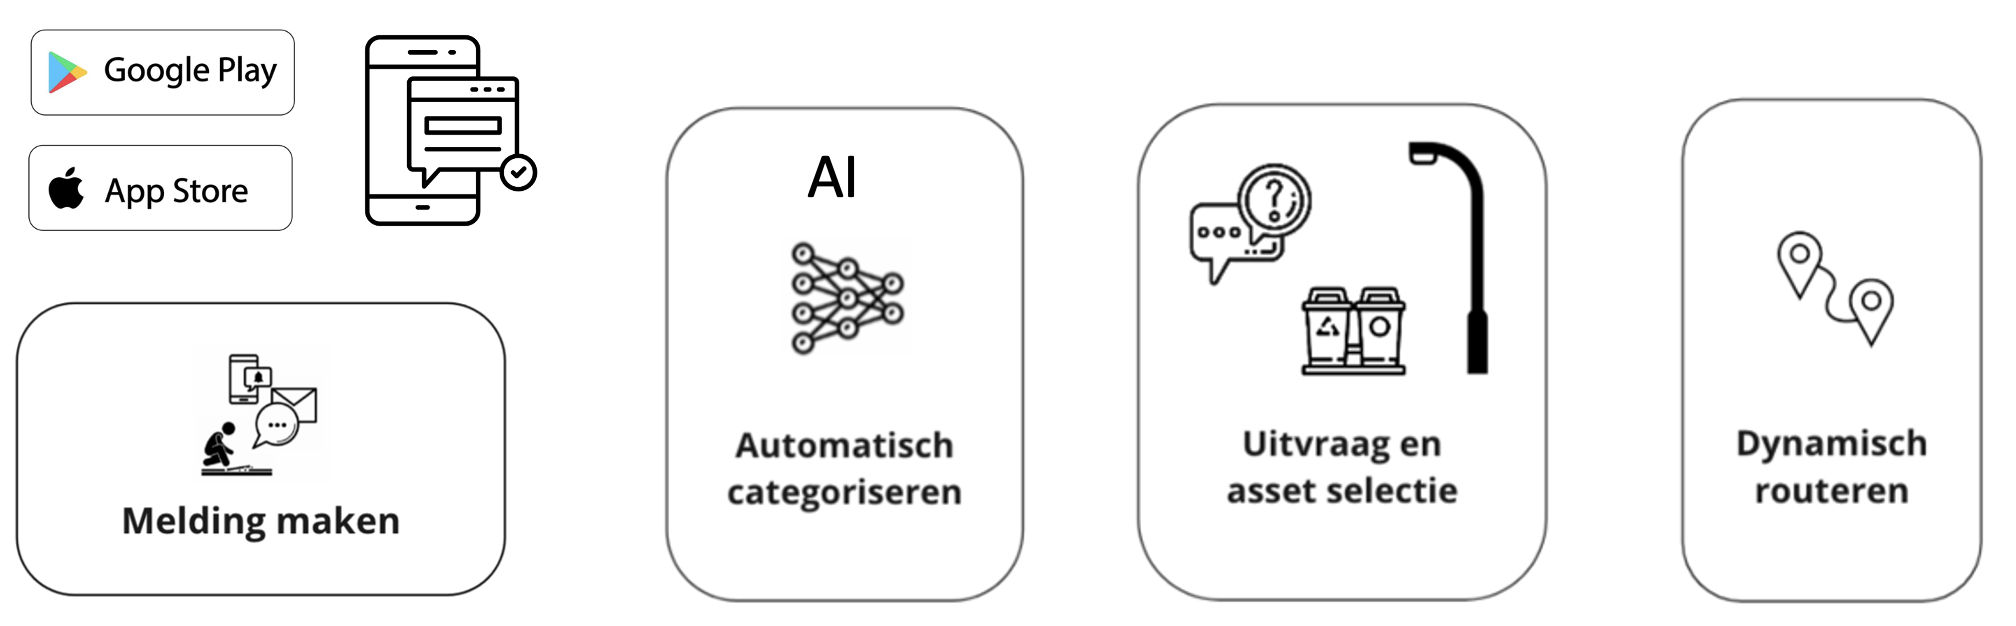 Google Play
App Store
Melding maken
AI
Automatisch
categoriseren
Uitvraag en
asset selectie
Dynamisch
routeren